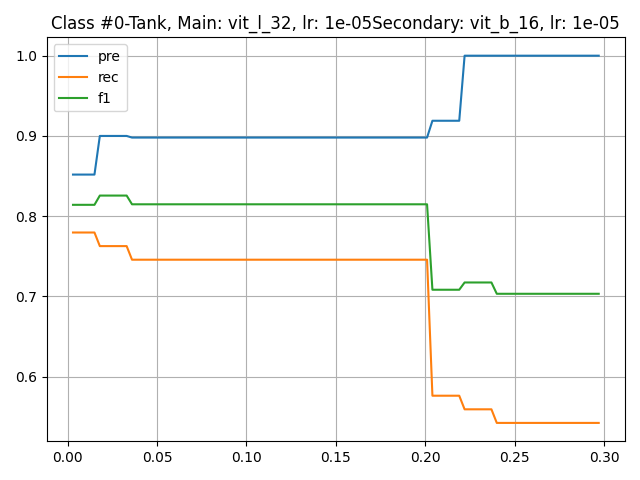 Class #0-Tank, Main: vit_l_32, lr: 1e-05Secondary: vit_b_16, lr: 1e-05
pre
rec
f1
1.0
0.9
0.8
0.7
0.6
0.00 0.05 0.10 0.15 0.20 0.25 0.30